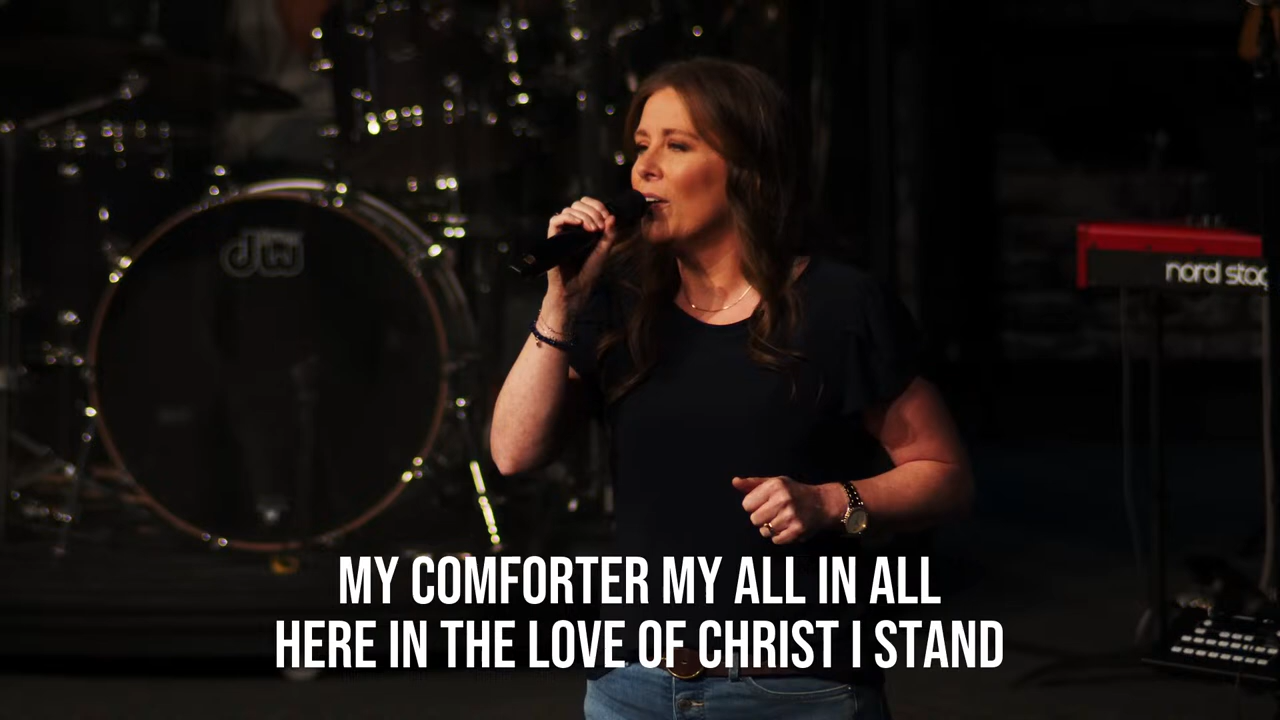 dw
nord stag
MY COMFORTER MY ALL IN ALL
HERE IN THE LOVE OF CHRIST I STAND